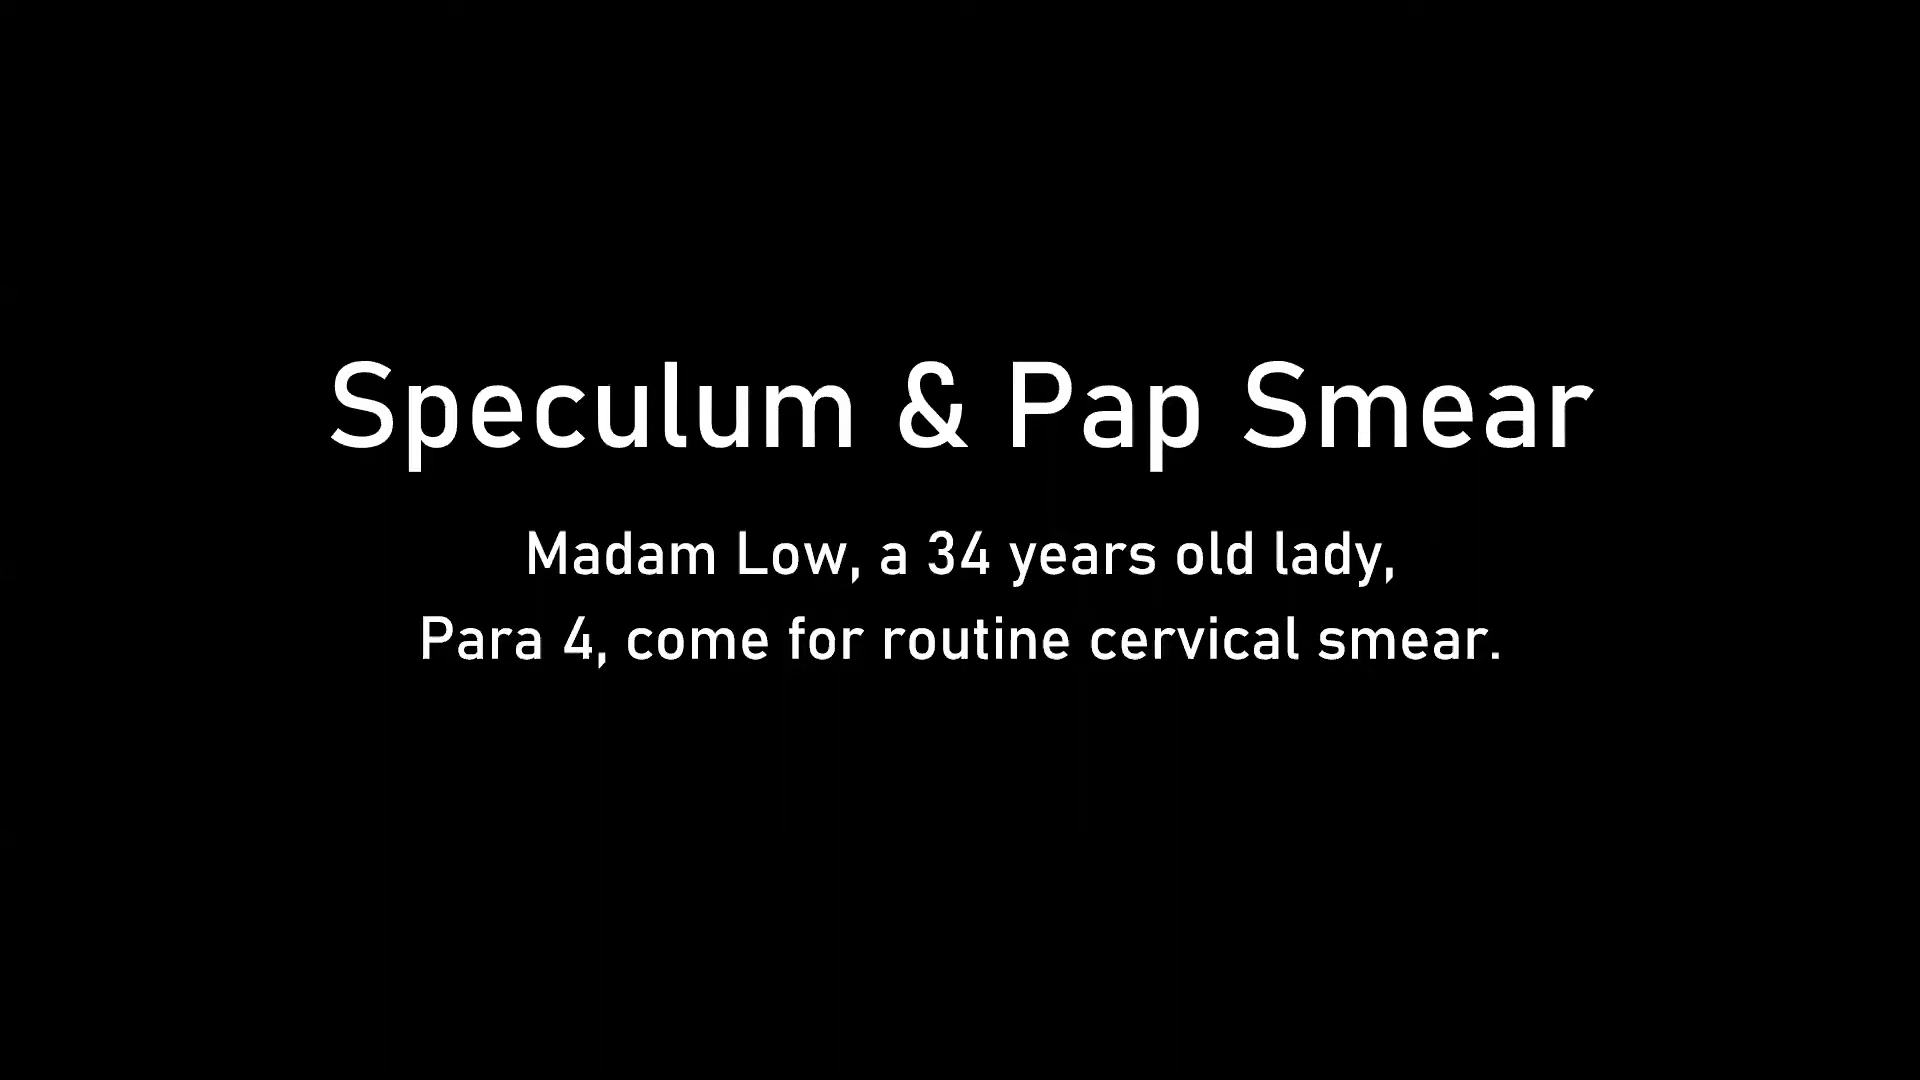 Speculum & Pap Smear
Madam Low, a 34 years old lady,
Para 4, come for routine cervical smear.